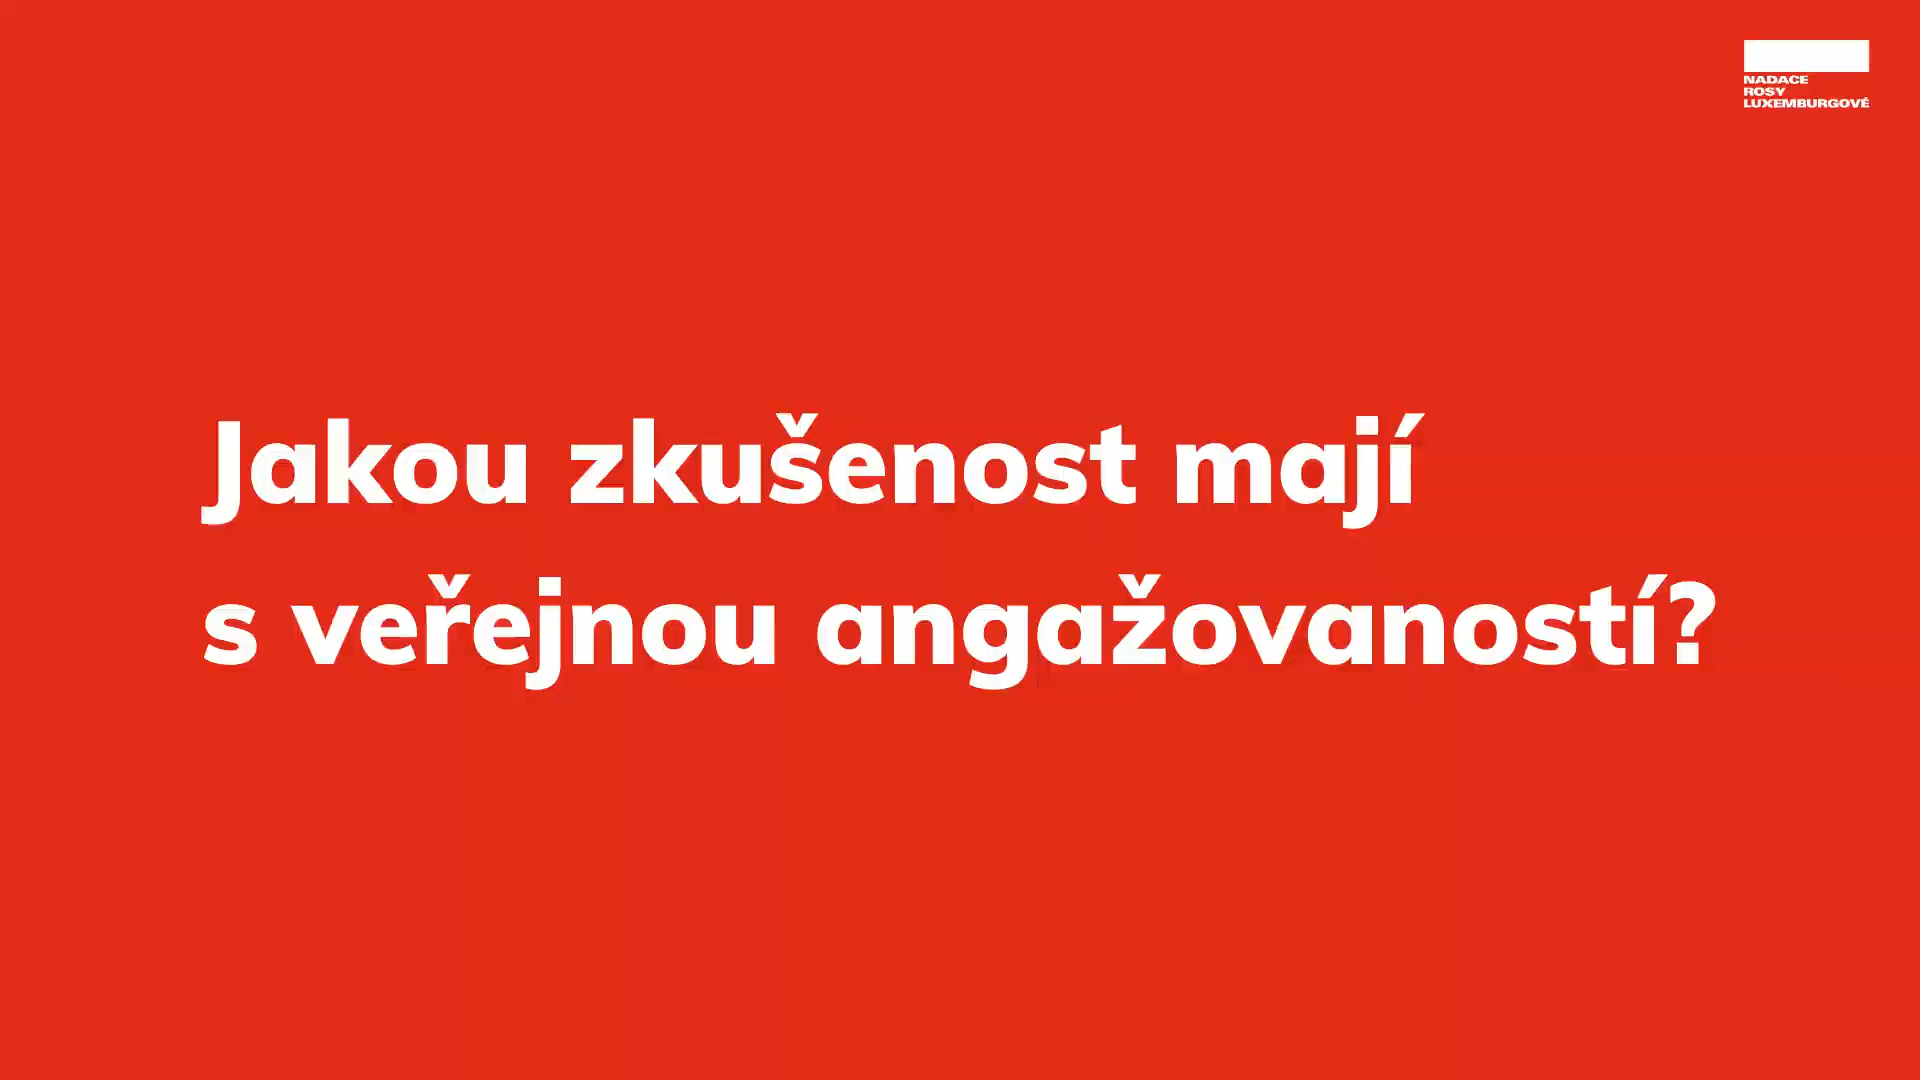 NADACE
ROSY
LUXEMBURGOVÉ
Jakou zkušenost mají
s veřejnou angažovaností?